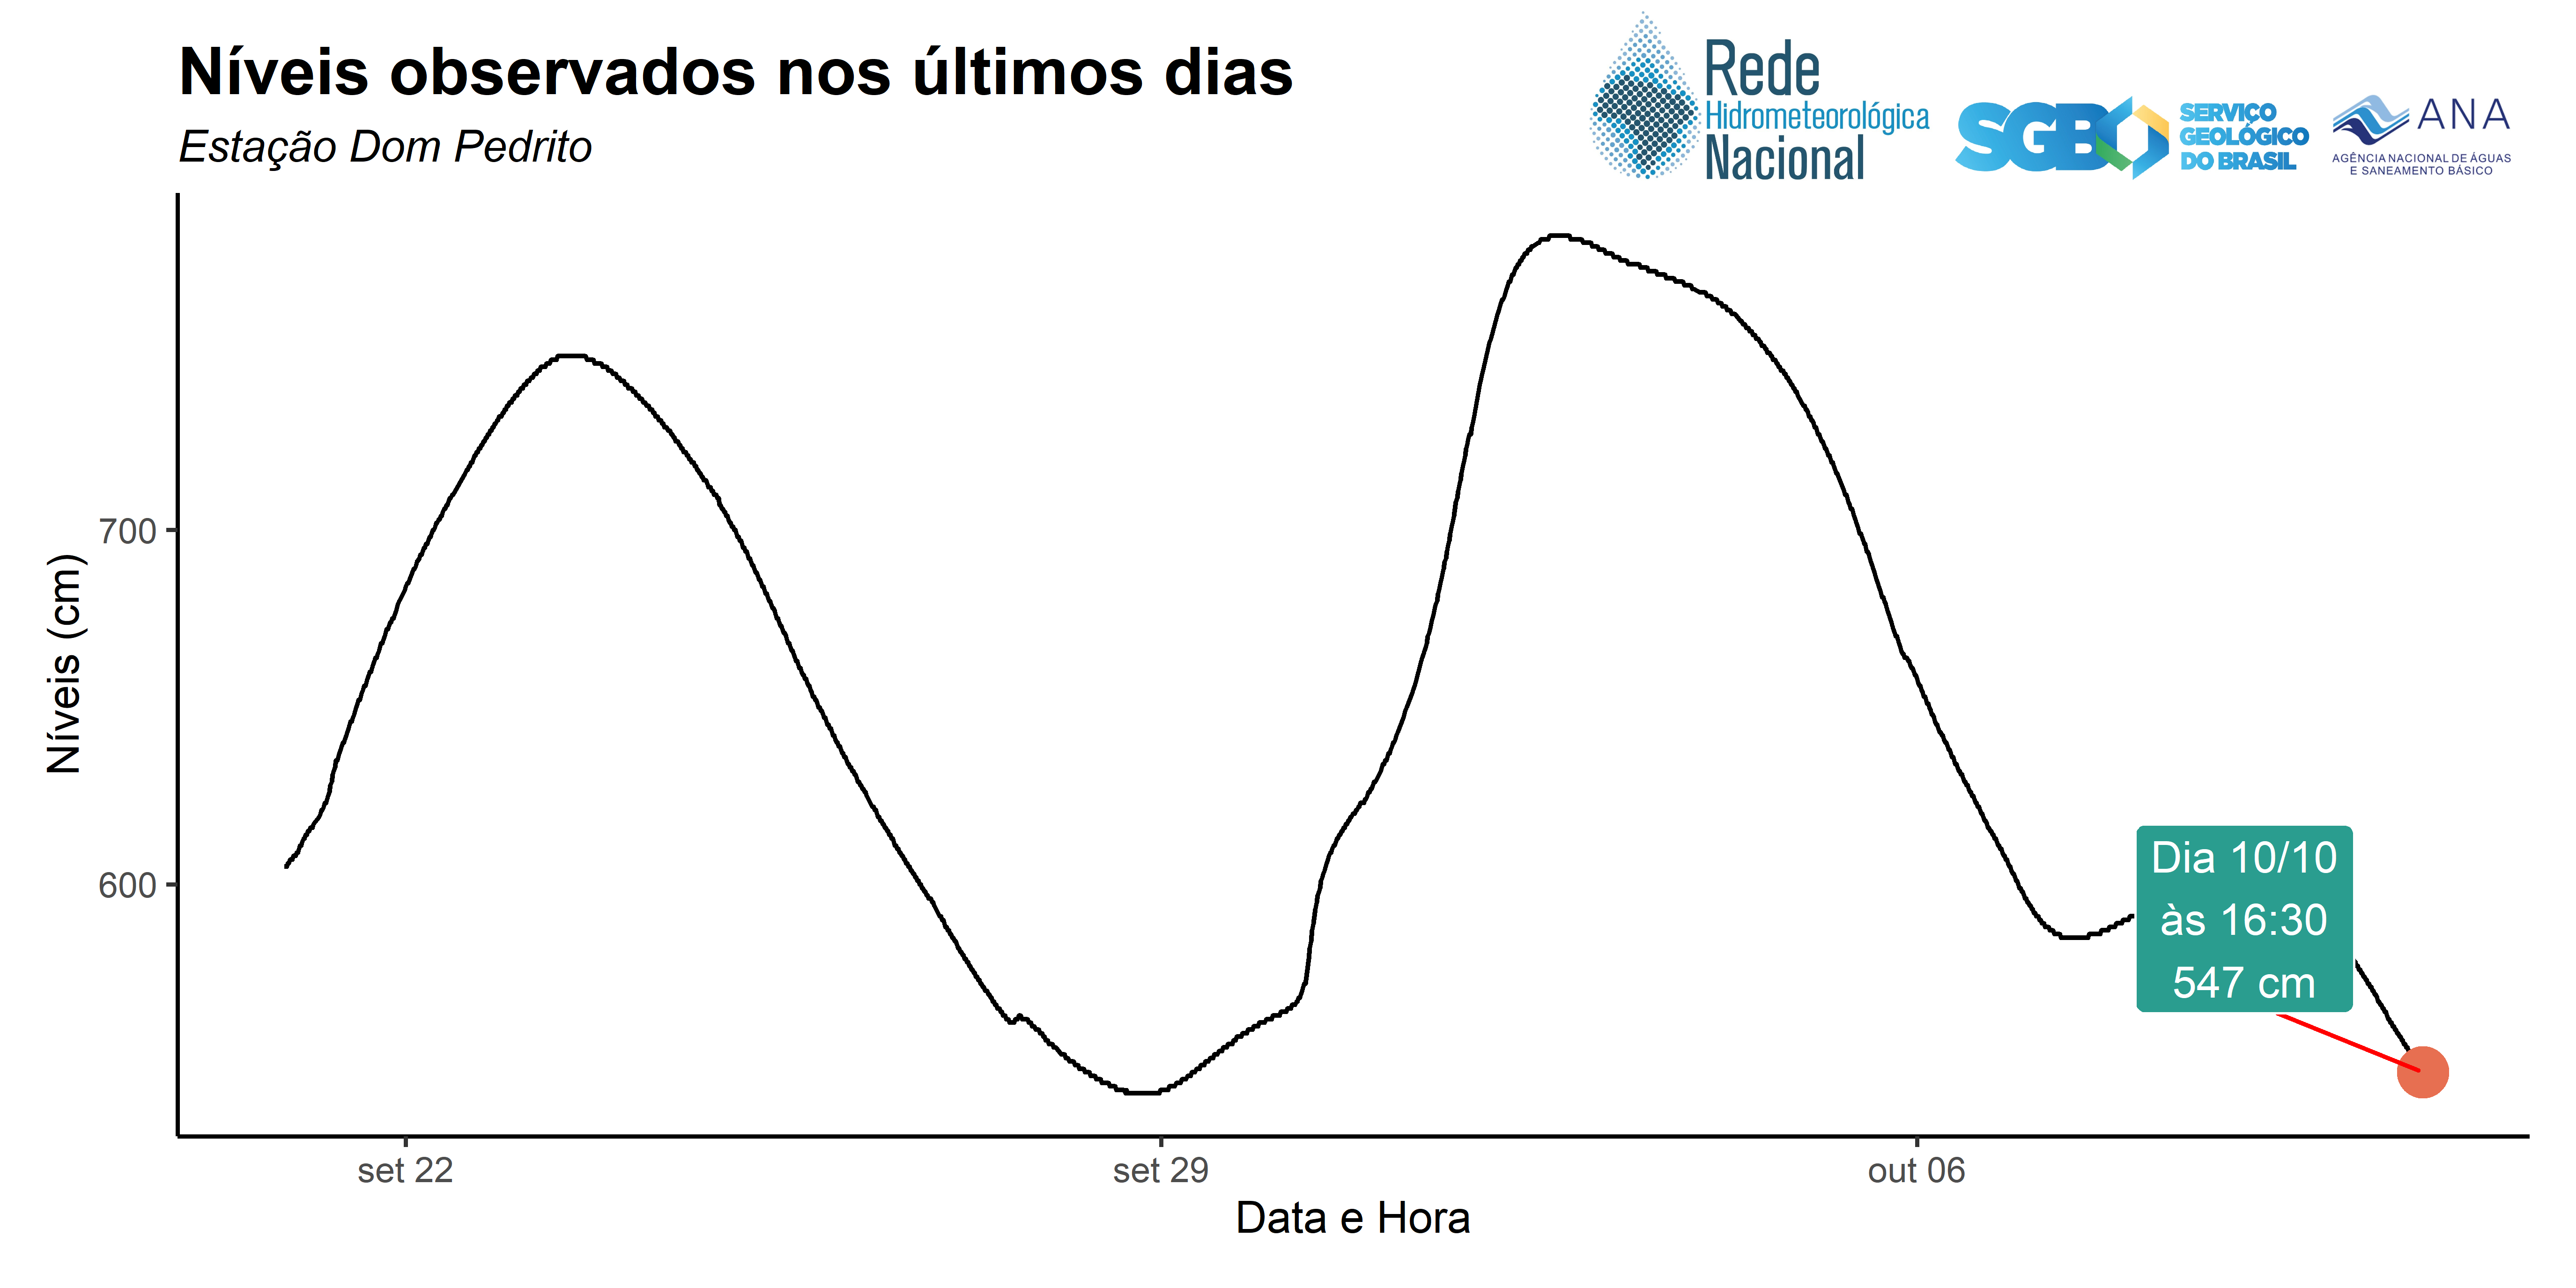 Níveis observados nos últimos dias
Estação Dom Pedrito
Rede
Hidrometeorológica
Nacional
SGB
SERVIÇO
GEOLÓGICO
DO BRASIL
ANA
AGÊNCIA NACIONAL DE ÁGUAS
E SANEAMENTO BÁSICO
Níveis (cm)
700
600
Dia 10/10
às 16:30
547 cm
set 22
set 29
out 06
Data e Hora